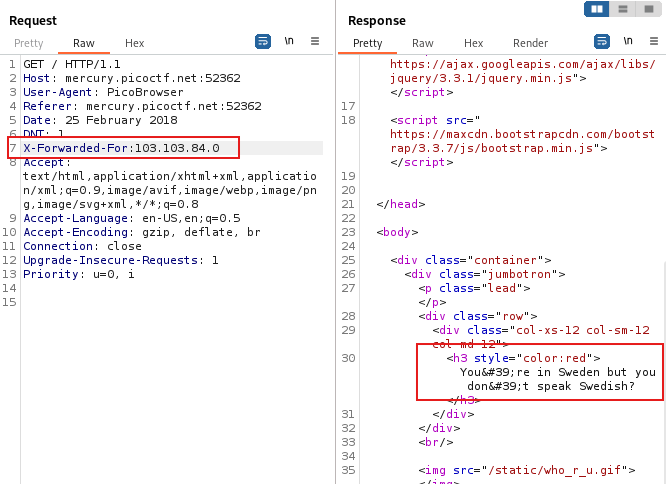 Request
Pretty Raw Hex \n
1 GET / HTTP/1.1
2 Host: mercury.picoctf.net:52362
3 User-Agent: PicoBrowser
4 Referer: mercury.picoctf.net:52362
5 Date: 25 February 2018
6 DNT: 1
7 X-Forwarded-For:103.103.84.0
8 Accept:
text/html,application/xhtml+xml,applicatio
n/xml;q=0.9,image/avif,image/webp,image/pn
g,image/svg+xml,*/*;q=0.8
9 Accept-Language: en-US,en;q=0.5
10 Accept-Encoding: gzip, deflate, br
11 Connection: close
12 Upgrade-Insecure-Requests: 1
13 Priority: u=0, i
14
15
Response
Pretty Raw Hex Render \n
https://ajax.googleapis.com/ajax/libs/
jquery/3.3.1/jquery.min.js">
</script>
17
18 <script src="
https://maxcdn.bootstrapcdn.com/bootst
rap/3.3.7/js/bootstrap.min.js">
</script>
19
20
21 </head>
22
23 <body>
24
25 <div class="container">
26 <div class="jumbotron">
27 <p class="lead">
</p>
28 <div class="row">
29 <div class="col-xs-12 col-sm-12
col-md-12">
30 <h3 style="color:red">
You&#39;re in Sweden but you
don&#39;t speak Swedish?
</h3>
31 </div>
32 </div>
33 <br/>
34
35 <img src="/static/who_r_u.gif">
</img>